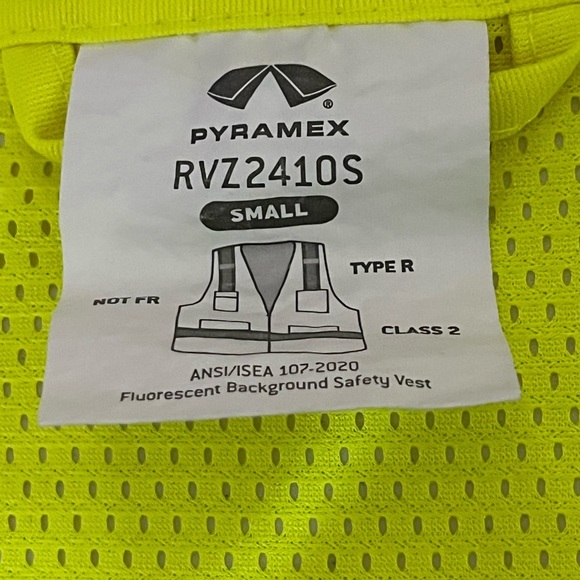 ®
PYRAMEX
RVZ2410S
SMALL
TYPE R
NOT FR
CLASS 2
ANSI/ISEA 107-2020
Fluorescent Background Safety Vest